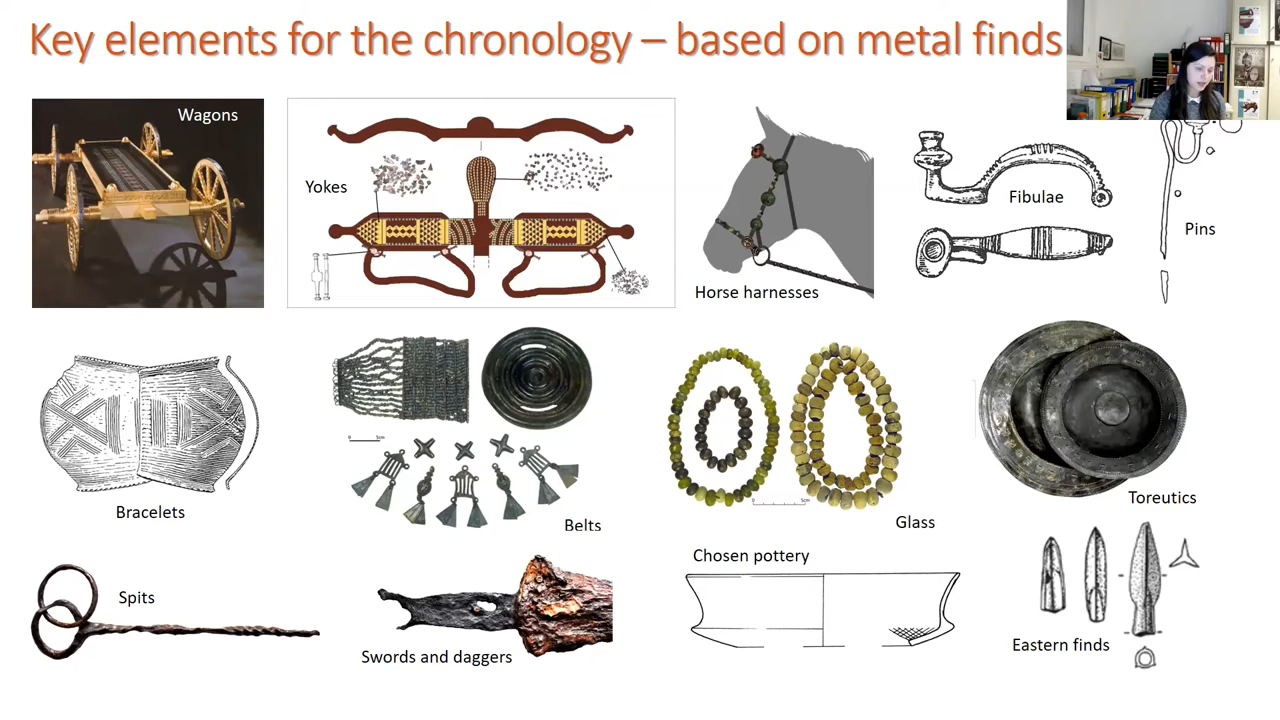 Key elements for the chronology – based on metal finds
Wagons
Yokes
Horse harnesses
Fibulae
Pins
Bracelets
Belts
Glass
Toreutics
Spits
Swords and daggers
Chosen pottery
Eastern finds